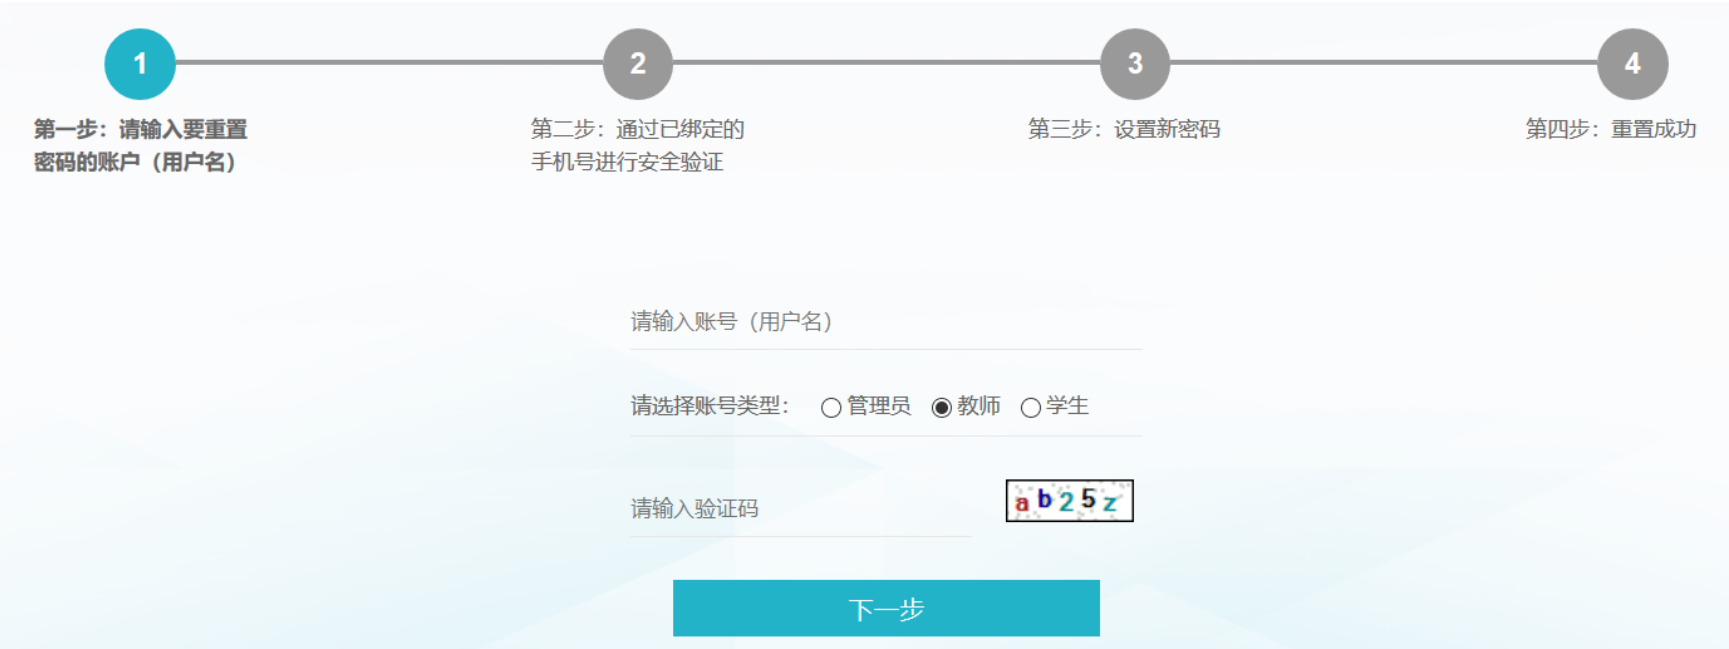 1
2
3
4
第一步：请输入要重置
密码的账户（用户名）
第二步：通过已绑定的
手机号进行安全验证
第三步：设置新密码
第四步：重置成功
请输入账号（用户名）
请选择账号类型： 管理员 教师 学生
请输入验证码
ab25z
下一步